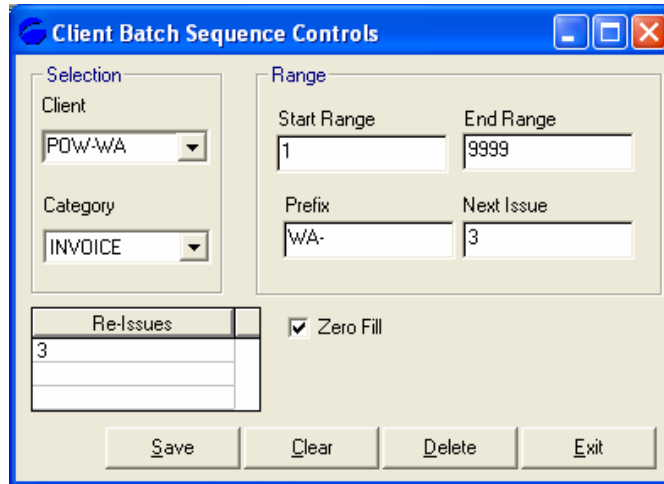 Client Batch Sequence Controls
Selection
Range
Client
Start Range End Range
POW-WA
1 9999
Category
Prefix Next Issue
INVOICE
WA- 3
Re-Issues
Zero Fill
3
Save Clear Delete Exit